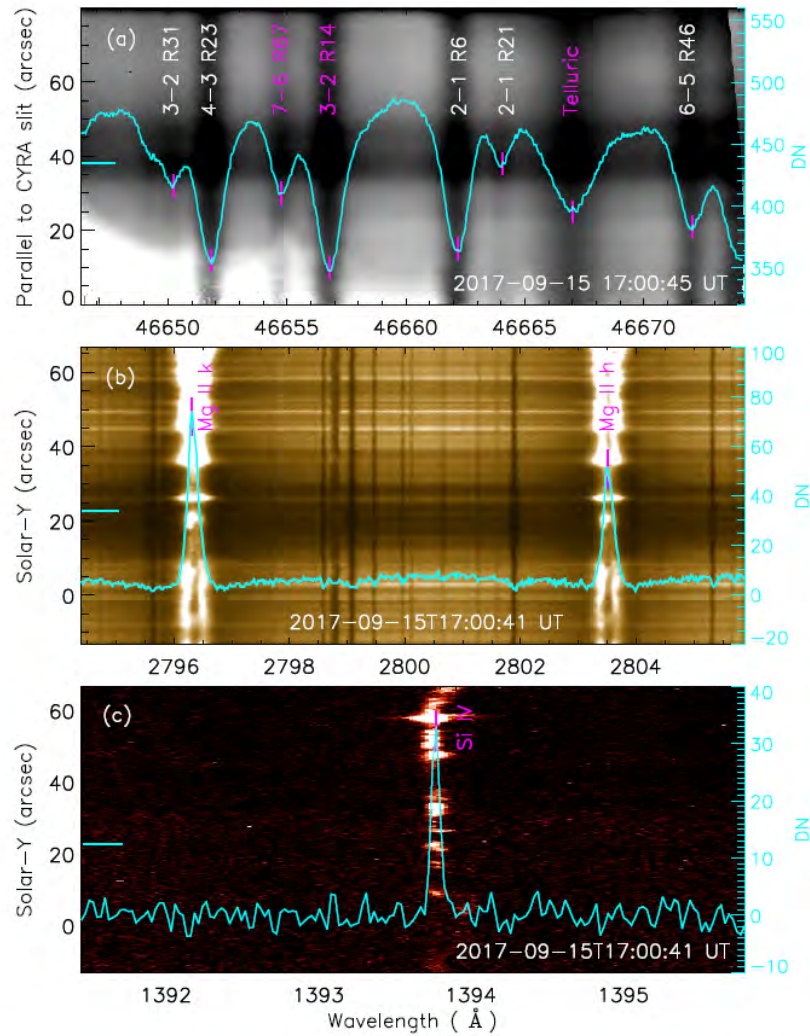 (a)
3-2 R31
4-3 R23
7-6 R67
3-2 R14
2-1 R6
2-1 R21
Telluric
6-5 R46
Parallel to CYRA slit (arcsec)
60
40
20
0
DN
550
500
450
400
350
2017-09-15 17:00:45 UT
46650 46655 46660 46665 46670
(b)
Mg II k
Mg II h
Solar-Y (arcsec)
60
40
20
0
DN
100
80
60
40
20
0
-20
2017-09-15T17:00:41 UT
2796 2798 2800 2802 2804
(c)
Si IV
Solar-Y (arcsec)
60
40
20
0
DN
40
30
20
10
0
-10
2017-09-15T17:00:41 UT
1392 1393 1394 1395
Wavelength ( Å )